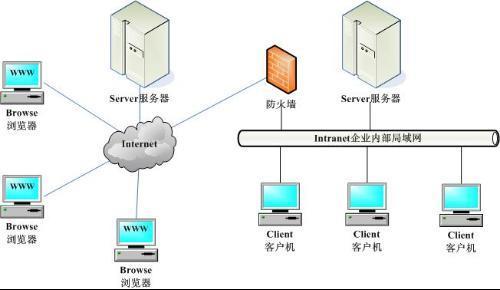 WWW
Browse
浏览器
Server服务器
防火墙
Server服务器
Internet
Intranet企业内部局域网
WWW
Browse
浏览器
WWW
Browse
浏览器
Client
客户机
Client
客户机
Client
客户机